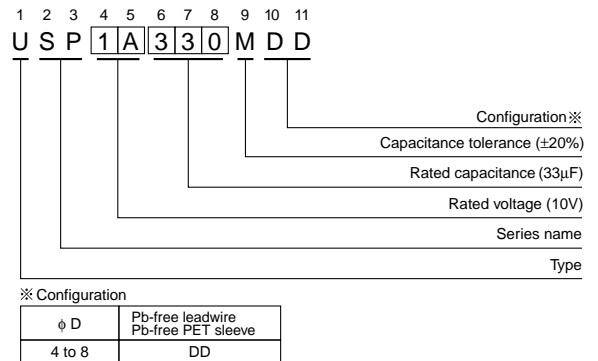 1 2 3 4 5 6 7 8 9 10 11
U S P 1 A 3 3 0 M D D
Configuration※
Capacitance tolerance (±20%)
Rated capacitance (33μF)
Rated voltage (10V)
Series name
Type
※Configuration
ϕ D
Pb-free leadwire
Pb-free PET sleeve
4 to 8
DD